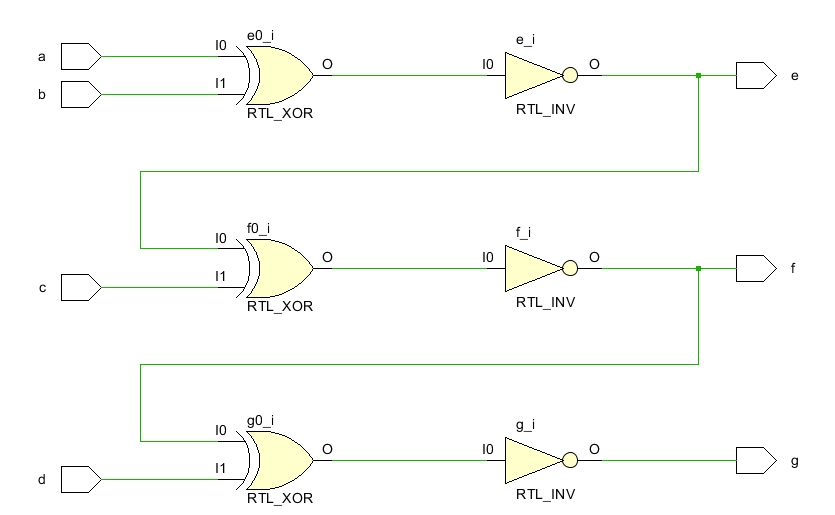 e0_i
e_i
a
I0
O
I0
O
e
b
I1
RTL_XOR
RTL_INV
f0_i
f_i
I0
O
I0
O
f
c
I1
RTL_XOR
RTL_INV
g0_i
g_i
I0
O
I0
O
g
d
I1
RTL_XOR
RTL_INV